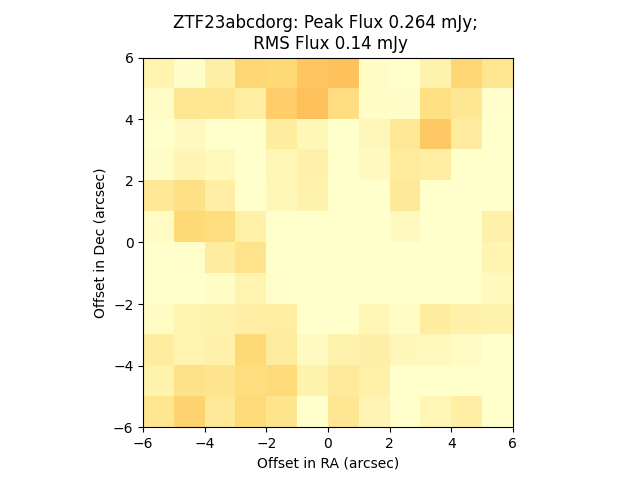 ZTF23abcdorg: Peak Flux 0.264 mJy;
RMS Flux 0.14 mJy
6
4
2
0
−2
−4
−6
Offset in Dec (arcsec)
−6 −4 −2 0 2 4 6
Offset in RA (arcsec)